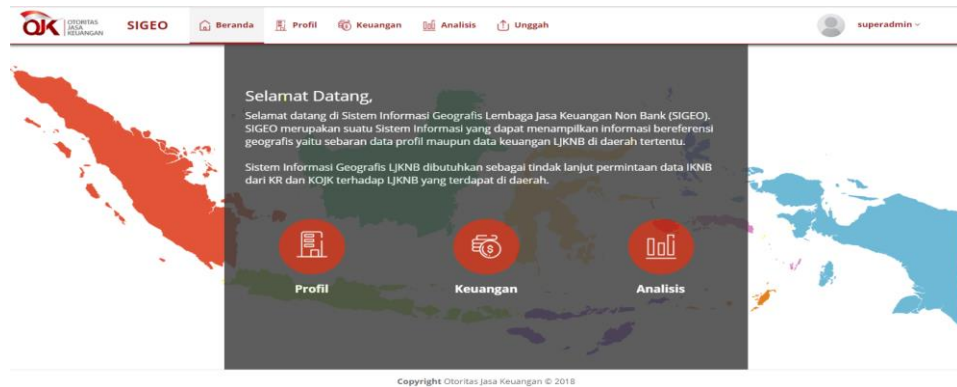 OJK OTORITAS JASA KEUANGAN
SIGEO
Beranda
Profil
Keuangan
Analisis
Unggah
superadmin
Selamat Datang,
Selamat datang di Sistem Informasi Geografis Lembaga Jasa Keuangan Non Bank (SIGEO).
SIGEO merupakan suatu Sistem Informasi yang dapat menampilkan informasi bereferensi
geografis yaitu sebaran data profil maupun data keuangan LJKNB di daerah tertentu.
Sistem Informasi Geografis LJKNB dibutuhkan sebagai tindak lanjut permintaan data IKNB
dari KR dan KOJK terhadap LJKNB yang terdapat di daerah.
Profil
Keuangan
Analisis
Copyright Otoritas Jasa Keuangan © 2018